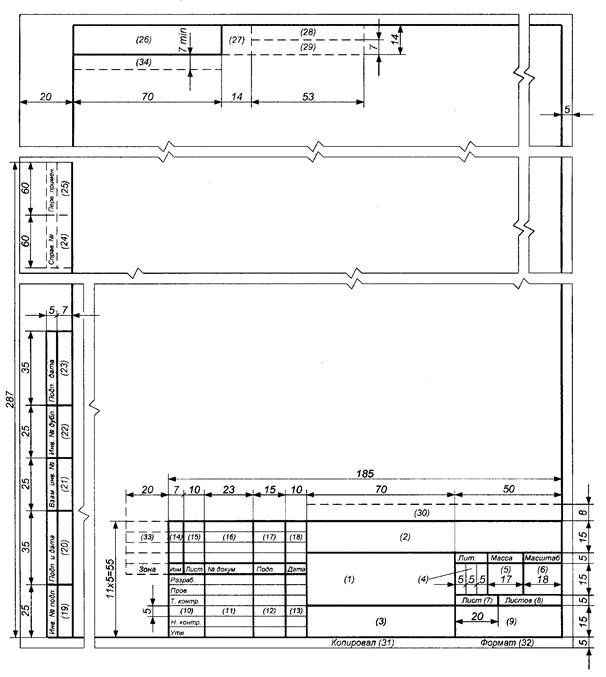 (26)
7 min
(27)
(28)
(29)
7
14
(34)
20
70
14
53
5
60
Перв. примен.
(25)
60
Справ. №
(24)
287
5
7
35
Подп. дата
(23)
25
Инв. № дубл.
(22)
25
Взам. инв. №
(21)
35
Подп. и дата
(20)
25
Инв. № подл.
(19)
185
20
7
10
23
15
10
70
50
(30)
8
(33)
(14)
(15)
(16)
(17)
(18)
(2)
15
Зона
Изм
Лист
№ докум
Подп.
Дата
Лит.
Масса
Масштаб
5
11x5=55
Разраб.
Пров.
Т. контр.
(10)
(11)
(12)
(13)
Н. контр.
Утв.
5
(1)
(4)
(5)
(6)
5
5
5
17
18
15
Лист (7)
Листов (8)
5
(3)
20
(9)
15
Копировал (31)
Формат (32)
5